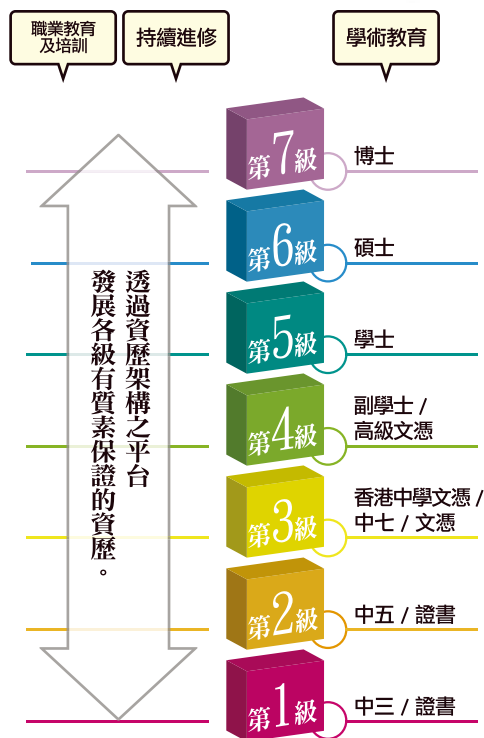 職業教育
及培訓
持續進修
學術教育
第7級
博士
第6級
碩士
第5級
學士
第4級
副學士 /
高級文憑
第3級
香港中學文憑 /
中七 / 文憑
第2級
中五 / 證書
第1級
中三 / 證書
透過資歷架構之平台
發展各級有質素保證的資歷。